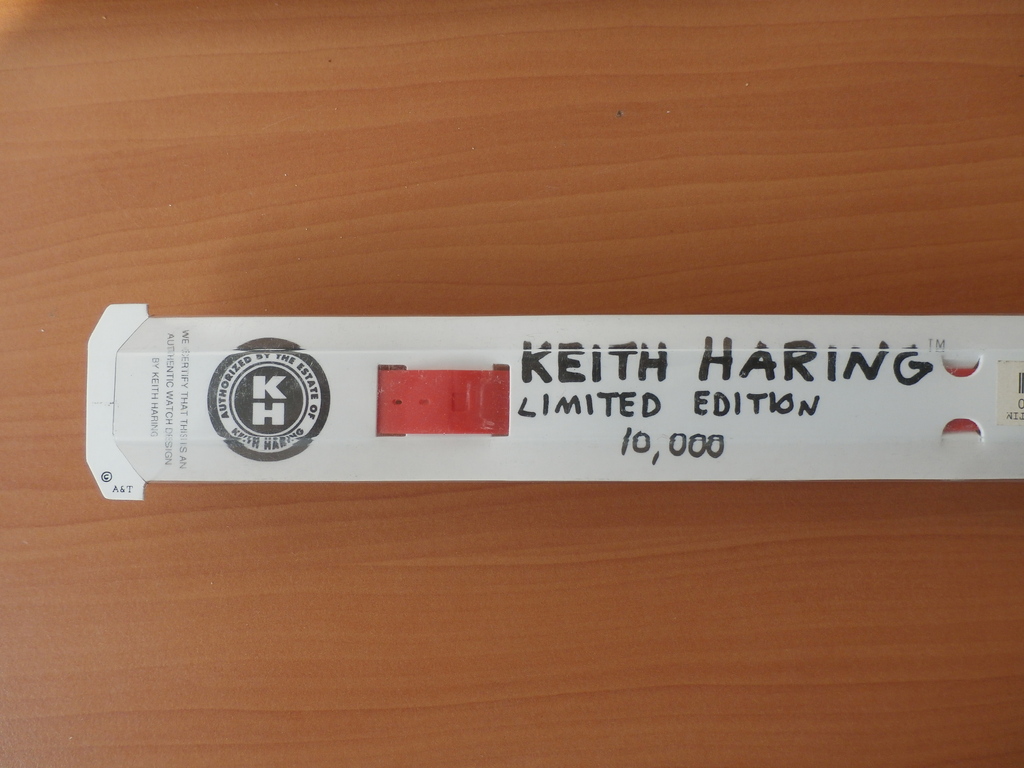 WE CERTIFY THAT THIS IS AN
AUTHENTIC WATCH DESIGN
BY KEITH HARING
AUTHORIZED BY THE ESTATE OF
KH
KEITH HARING
KEITH HARING™
LIMITED EDITION
10,000
© A&T